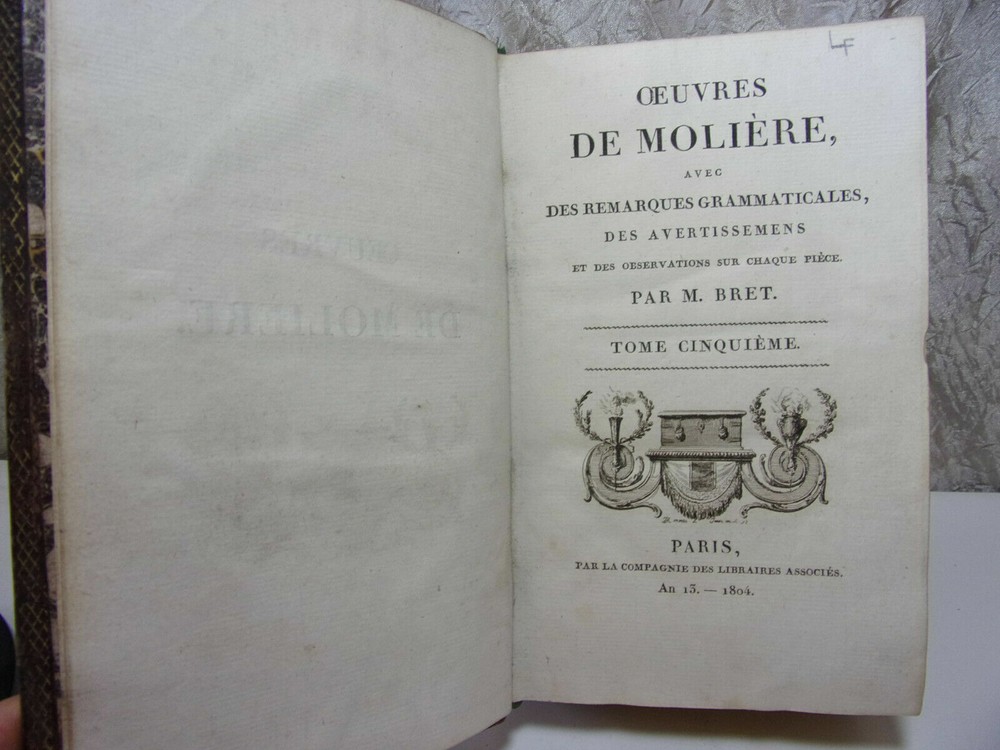 LF
ŒUVRES
DE MOLIÈRE,
AVEC
DES REMARQUES GRAMMATICALES,
DES AVERTISSEMENS
ET DES OBSERVATIONS SUR CHAQUE PIÈCE.
PAR M. BRET.
TOME CINQUIÈME.
PARIS,
PAR LA COMPAGNIE DES LIBRAIRES ASSOCIÉS.
An 13. — 1804.